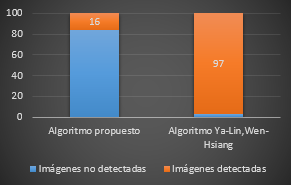 100
80
60
40
20
0
16
97
Algoritmo propuesto
Algoritmo Ya-Lin,Wen-
Hsiang
Imágenes no detectadas
Imágenes detectadas